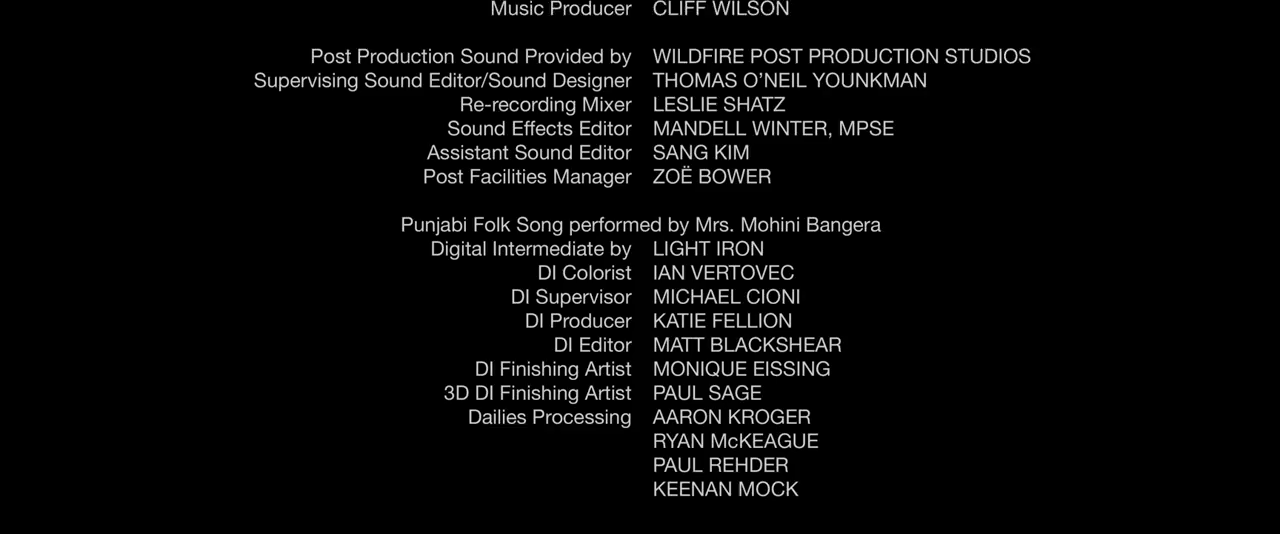 Music Producer CLIFF WILSON
Post Production Sound Provided by WILDFIRE POST PRODUCTION STUDIOS
Supervising Sound Editor/Sound Designer THOMAS O’NEIL YOUNKMAN
Re-recording Mixer LESLIE SHATZ
Sound Effects Editor MANDELL WINTER, MPSE
Assistant Sound Editor SANG KIM
Post Facilities Manager ZOË BOWER
Punjabi Folk Song performed by Mrs. Mohini Bangera
Digital Intermediate by LIGHT IRON
DI Colorist IAN VERTOVEC
DI Supervisor MICHAEL CIONI
DI Producer KATIE FELLION
DI Editor MATT BLACKSHEAR
DI Finishing Artist MONIQUE EISSING
3D DI Finishing Artist PAUL SAGE
Dailies Processing AARON KROGER
RYAN McKEAGUE
PAUL REHDER
KEENAN MOCK